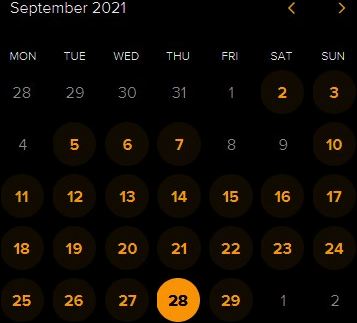 September 2021
MON TUE WED THU FRI SAT SUN
28 29 30 31 1 2 3
4 5 6 7 8 9 10
11 12 13 14 15 16 17
18 19 20 21 22 23 24
25 26 27 28 29 1 2